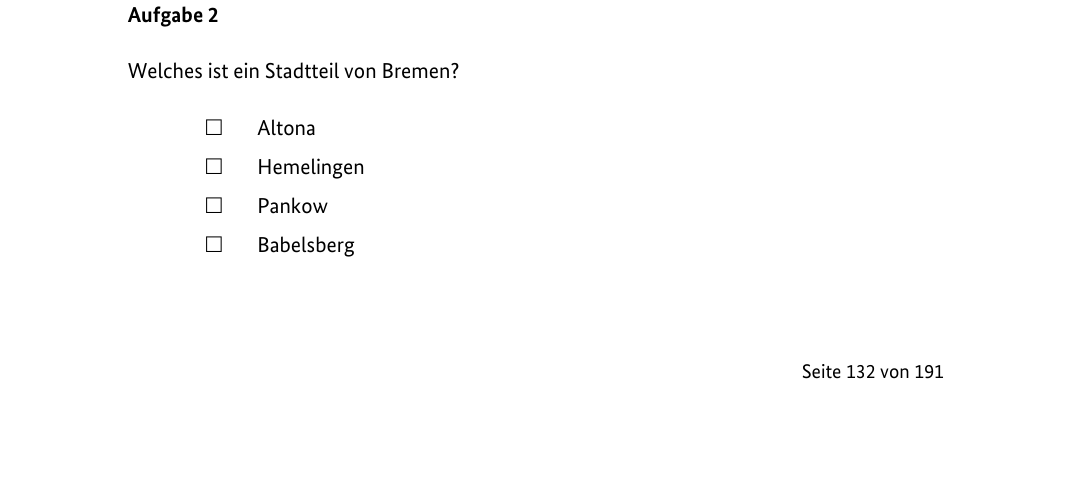 Aufgabe 2
Welches ist ein Stadtteil von Bremen?
☐ Altona
☐ Hemelingen
☐ Pankow
☐ Babelsberg
Seite 132 von 191